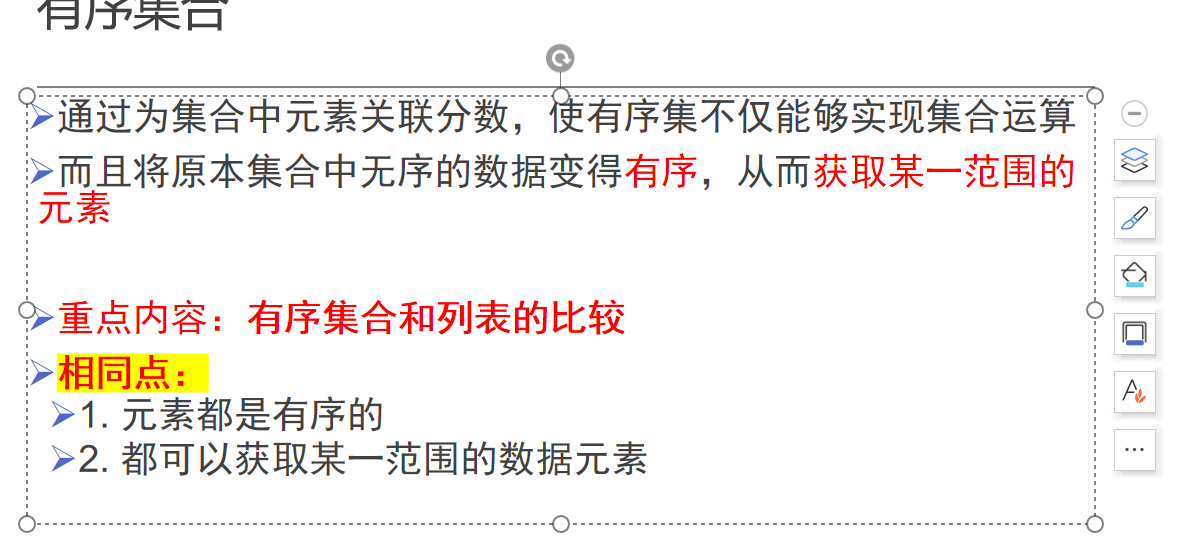 有序集合
通过为集合中元素关联分数，使有序集不仅能够实现集合运算
而且将原本集合中无序的数据变得有序，从而获取某一范围的
元素
重点内容：有序集合和列表的比较
相同点：
1. 元素都是有序的
2. 都可以获取某一范围的数据元素